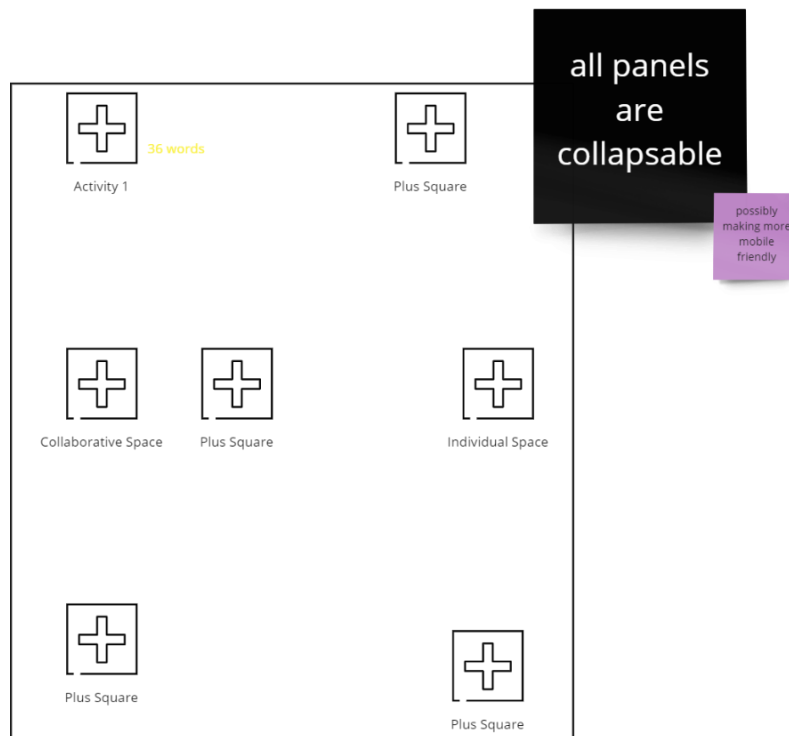 all panels
are
collapsable
possibly
making more
mobile
friendly
36 words
Activity 1
Plus Square
Collaborative Space
Plus Square
Individual Space
Plus Square
Plus Square